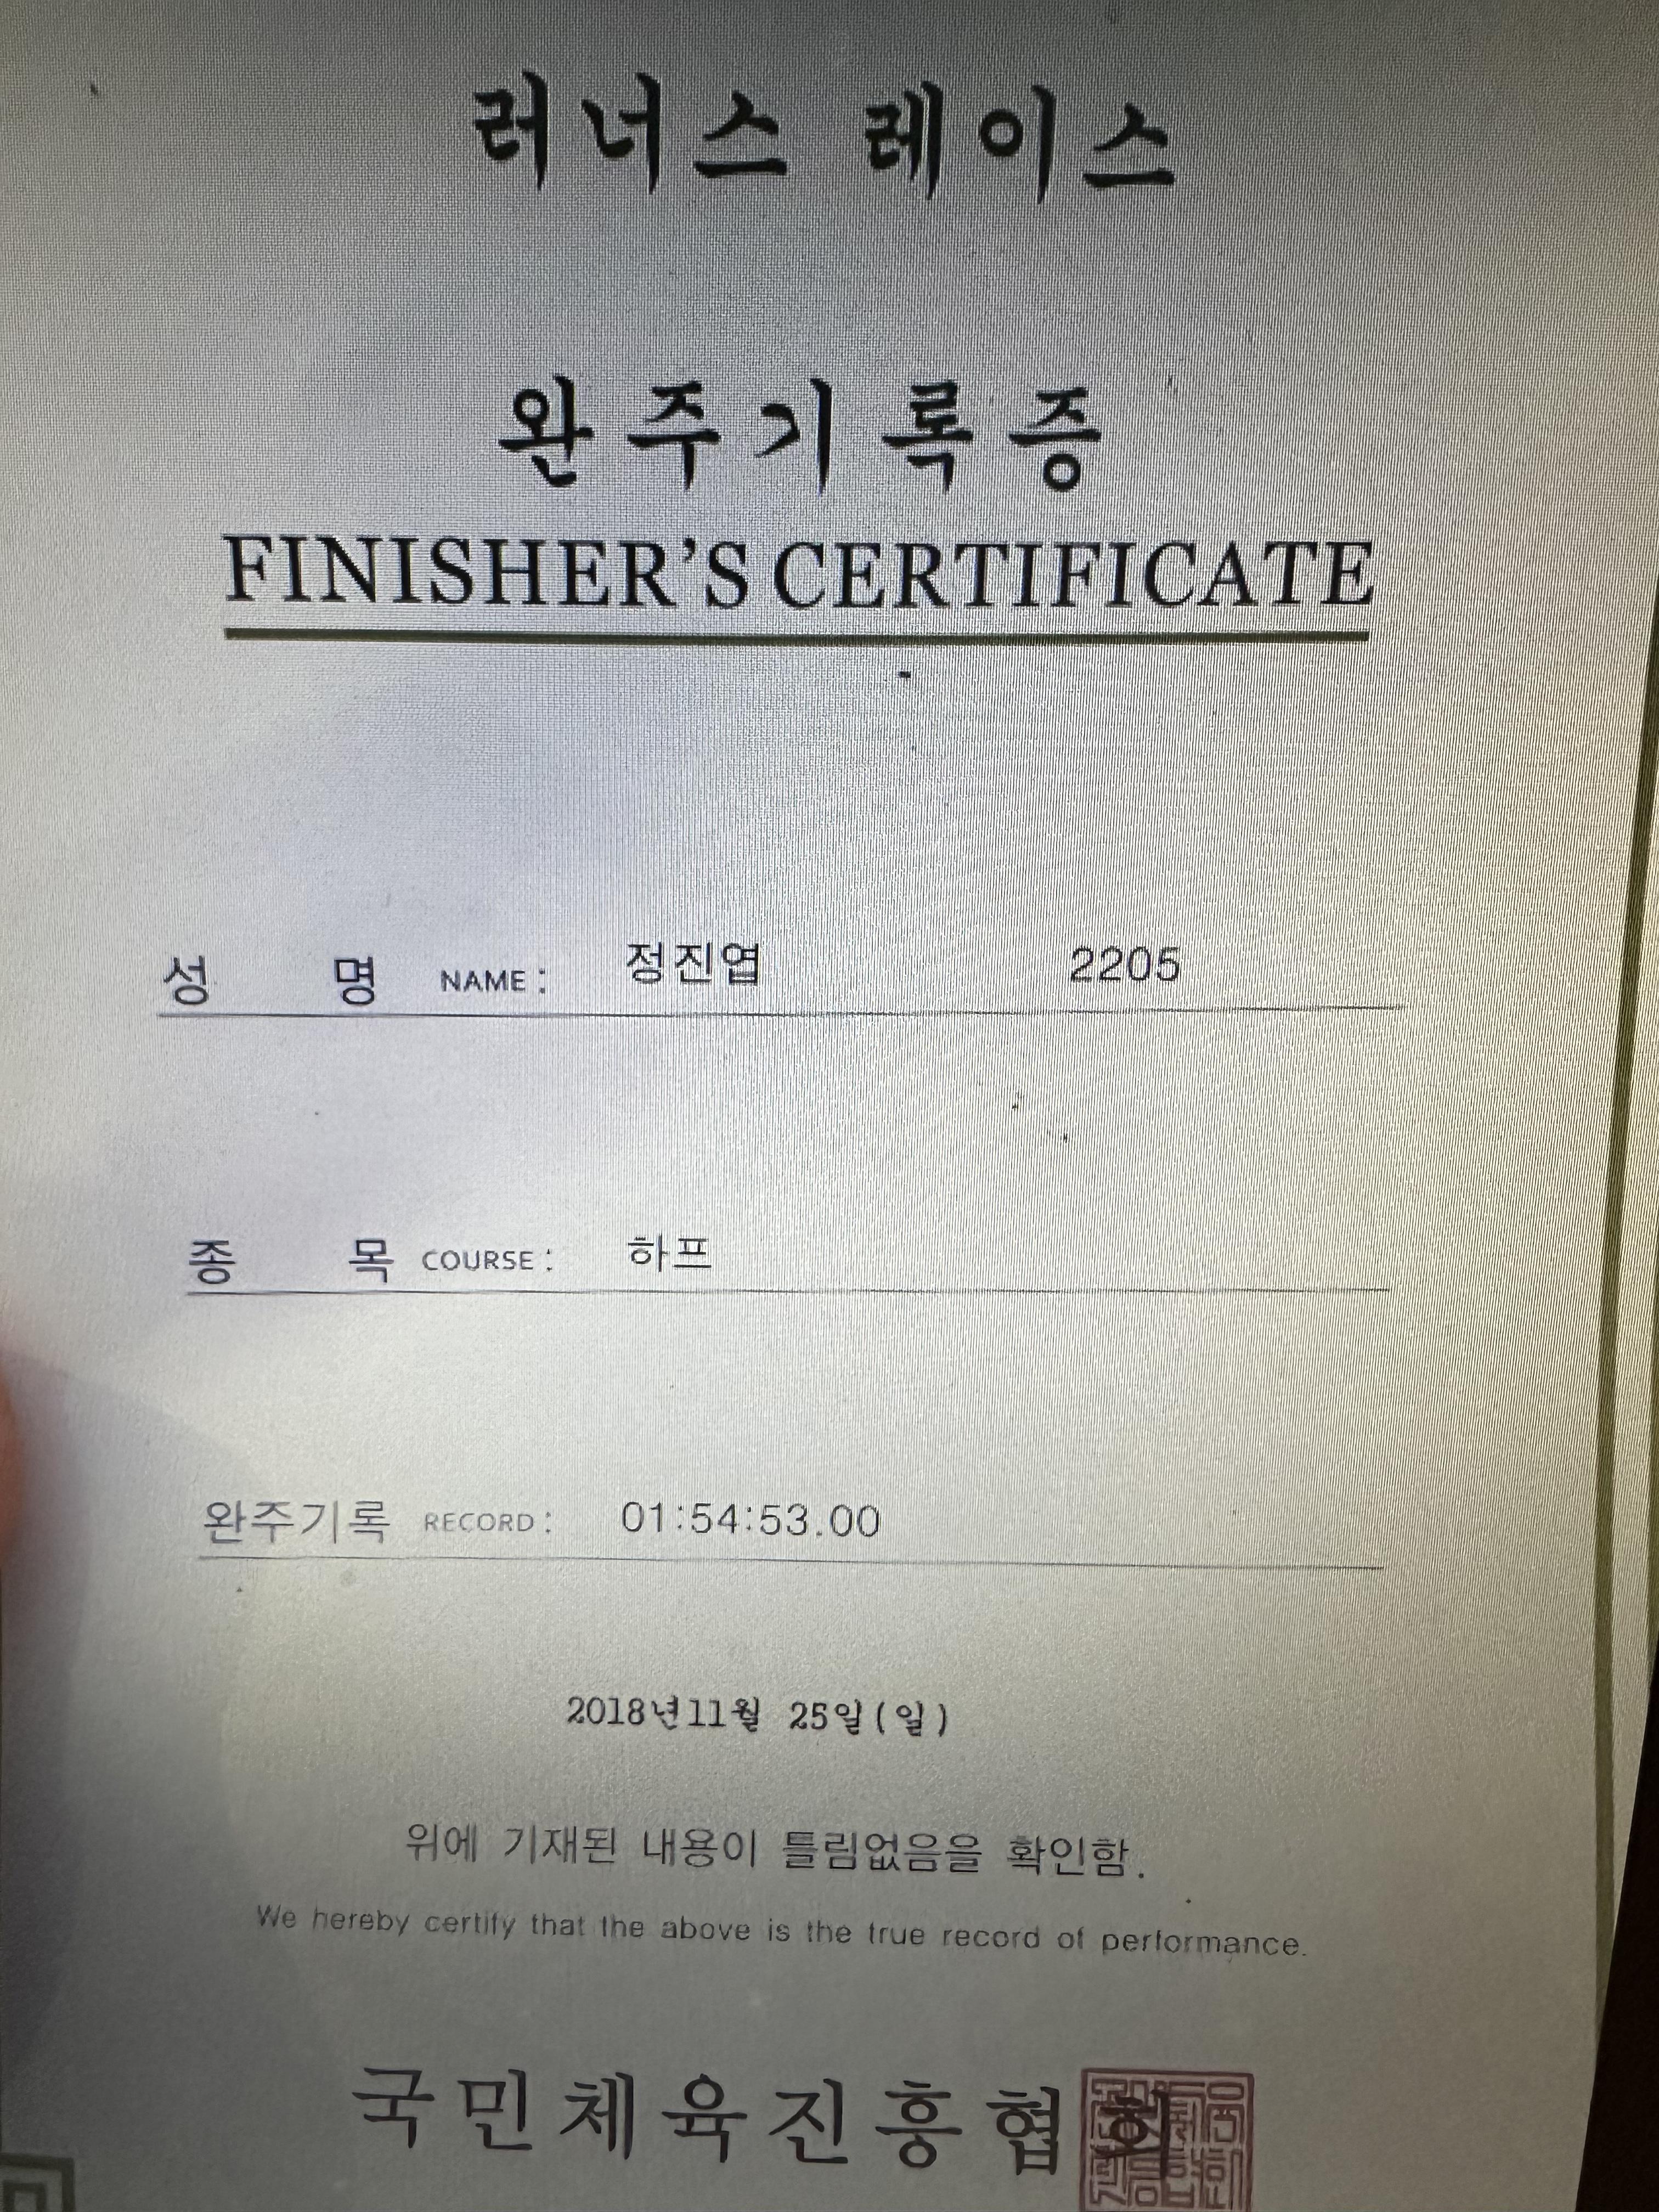 러너스 레이스
완주기록증
FINISHER'S CERTIFICATE
성 명 NAME : 정진엽 2205
종 목 COURSE : 하프
완주기록 RECORD : 01:54:53.00
2018년11월 25일(일)
위에 기재된 내용이 틀림없음을 확인함.
We hereby certify that the above is the true record of performance.
국민체육진흥협회